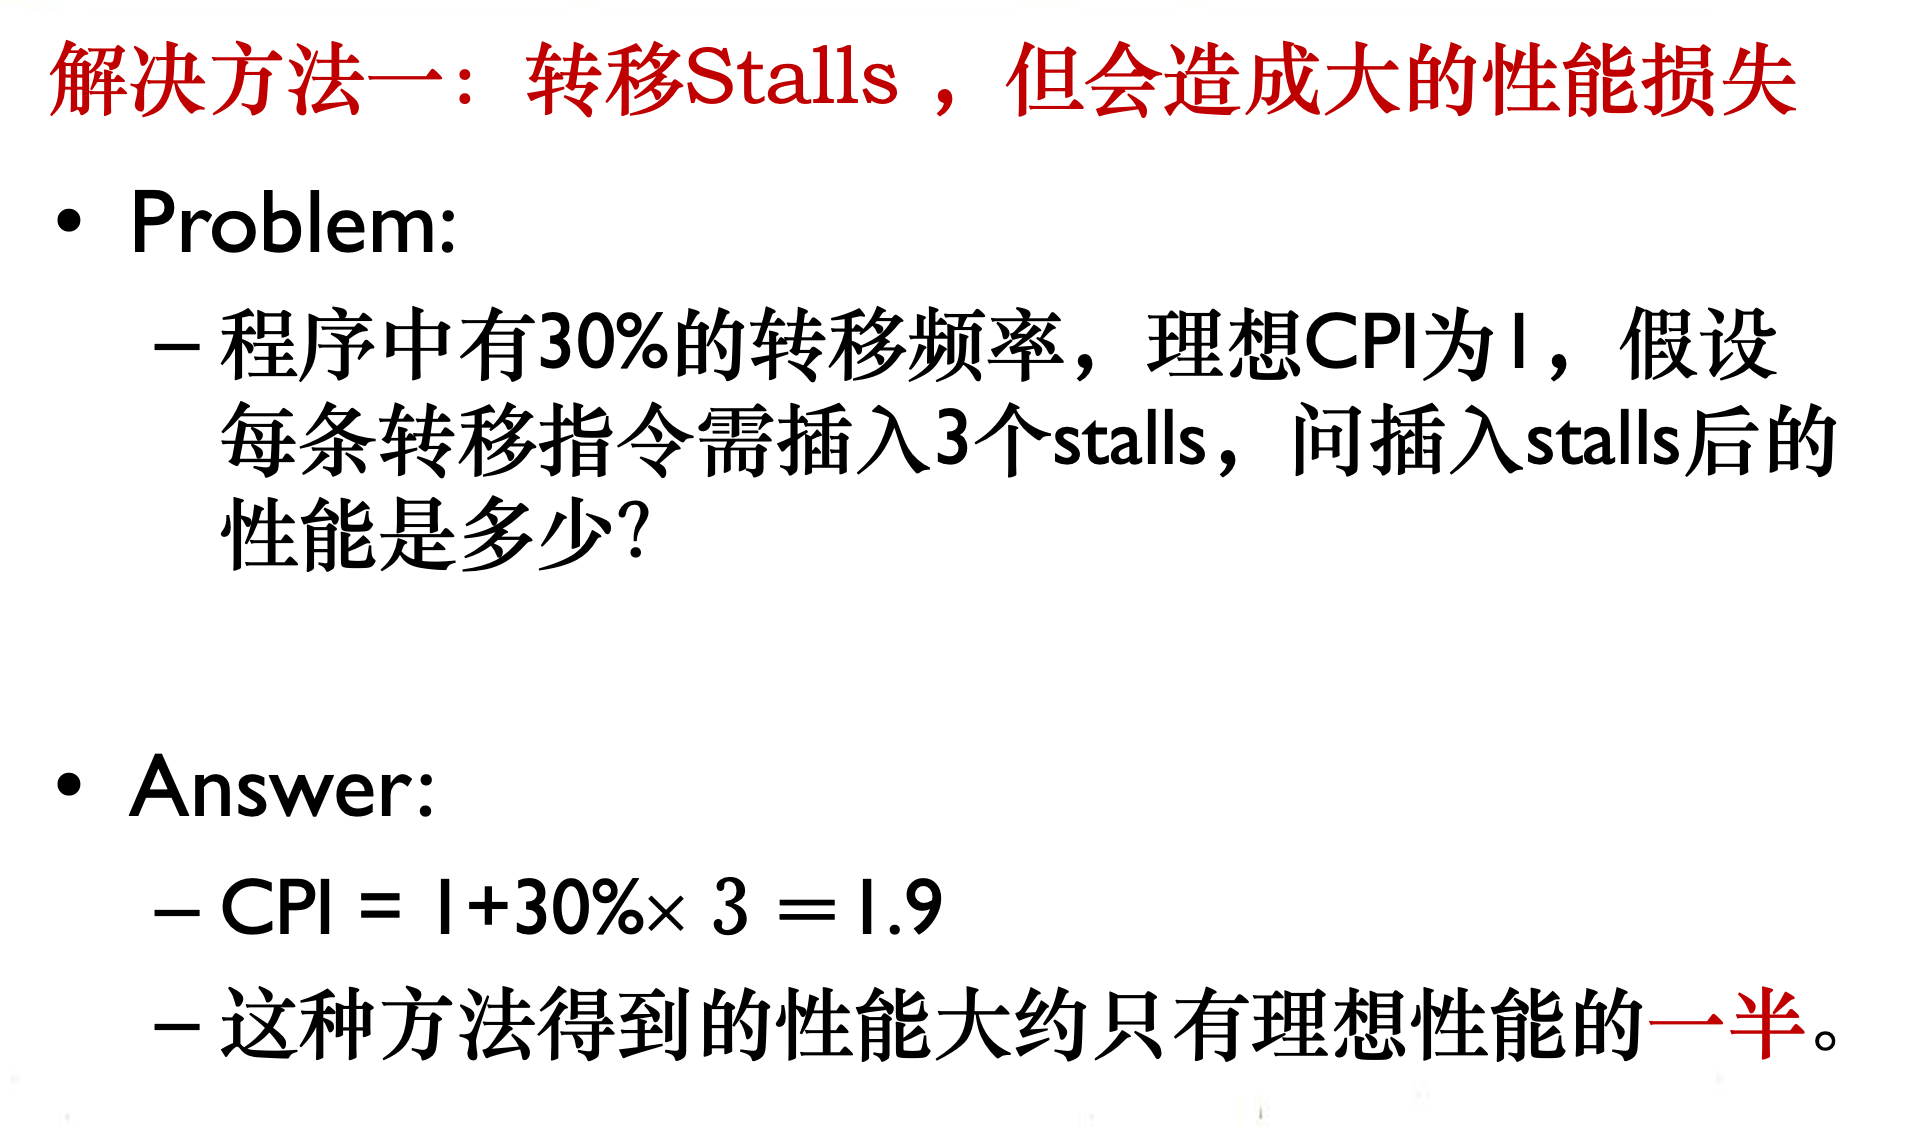 解决方法一：转移Stalls ，但会造成大的性能损失
• Problem:
– 程序中有30%的转移频率，理想CPI为1，假设
每条转移指令需插入3个stalls，问插入stalls后的
性能是多少？
• Answer:
– CPI = 1+30%× 3 =1.9
– 这种方法得到的性能大约只有理想性能的一半。